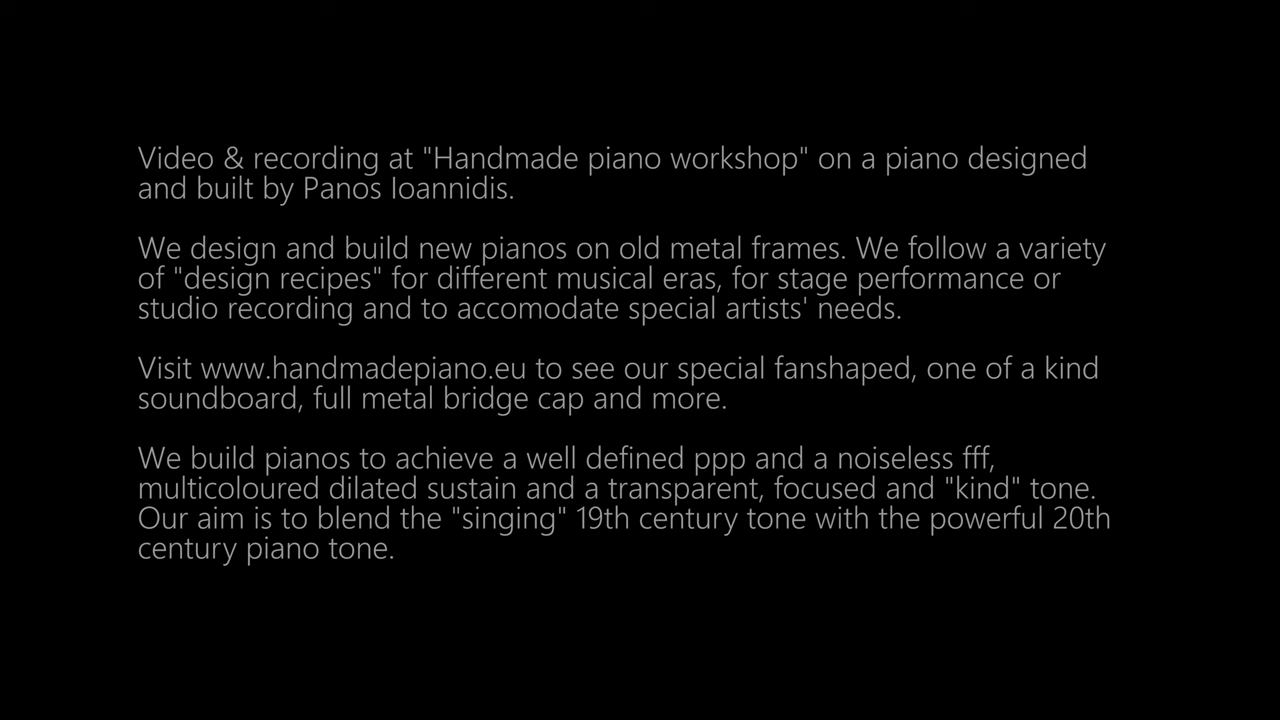 Video & recording at "Handmade piano workshop" on a piano designed
and built by Panos Ioannidis.
We design and build new pianos on old metal frames. We follow a variety
of "design recipes" for different musical eras, for stage performance or
studio recording and to accomodate special artists' needs.
Visit www.handmadepiano.eu to see our special fanshaped, one of a kind
soundboard, full metal bridge cap and more.
We build pianos to achieve a well defined ppp and a noiseless fff,
multicoloured dilated sustain and a transparent, focused and "kind" tone.
Our aim is to blend the "singing" 19th century tone with the powerful 20th
century piano tone.